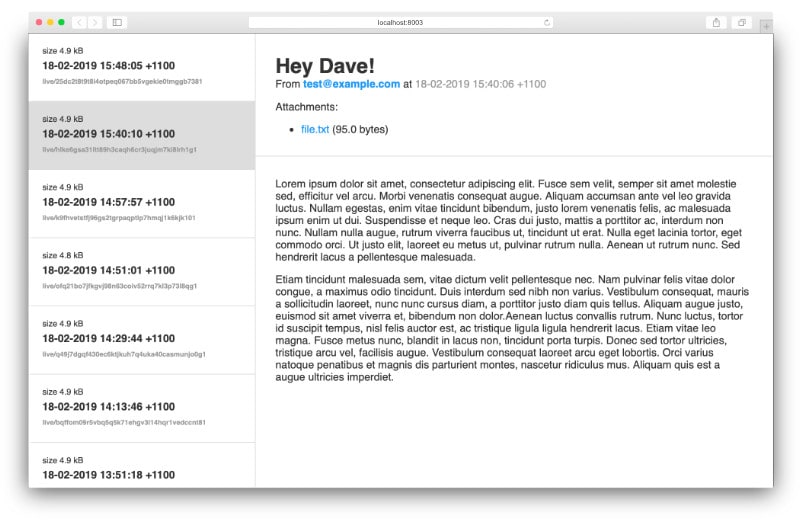 localhost:8003
size 4.9 kB
18-02-2019 15:48:05 +1100
size 4.9 kB
18-02-2019 15:40:10 +1100
size 4.9 kB
18-02-2019 14:57:57 +1100
size 4.8 kB
18-02-2019 14:51:01 +1100
size 4.9 kB
18-02-2019 14:29:44 +1100
size 4.9 kB
18-02-2019 14:13:46 +1100
size 4.9 kB
18-02-2019 13:51:18 +1100
Hey Dave!
From test@example.com at 18-02-2019 15:40:06 +1100
Attachments:
• file.txt (95.0 bytes)
Lorem ipsum dolor sit amet, consectetur adipiscing elit. Fusce sem velit, semper sit amet molestie
sed, efficitur vel arcu. Morbi venenatis consequat augue. Aliquam accumsan ante vel leo gravida
luctus. Nullam egestas, enim vitae tincidunt bibendum, justo lorem venenatis felis, ac malesuada
ipsum enim ut dui. Suspendisse et neque leo. Cras dui justo, mattis a porttitor ac, interdum non
nunc. Nullam nulla augue, rutrum viverra faucibus ut, tincidunt ut erat. Nulla eget lacinia tortor, eget
commodo orci. Ut justo elit, laoreet eu metus ut, pulvinar rutrum nulla. Aenean ut rutrum nunc. Sed
hendrerit lacus a pellentesque malesuada.
Etiam tincidunt malesuada sem, vitae dictum velit pellentesque nec. Nam pulvinar felis vitae dolor
congue, a maximus odio tincidunt. Duis interdum sed nibh non varius. Vestibulum consequat, mauris
a sollicitudin laoreet, nunc nunc cursus diam, a porttitor justo diam quis tellus. Aliquam augue justo,
euismod sit amet viverra et, bibendum non dolor.Aenean luctus convallis rutrum. Nunc luctus, tortor
id suscipit tempus, nisl felis auctor est, ac tristique ligula ligula hendrerit lacus. Etiam vitae leo
magna. Fusce metus nunc, blandit in lacus non, tincidunt porta turpis. Donec sed tortor ultricies,
tristique arcu vel, facilisis augue. Vestibulum consequat laoreet arcu eget lobortis. Orci varius
natoque penatibus et magnis dis parturient montes, nascetur ridiculus mus. Aliquam quis est a
augue ultricies imperdiet.